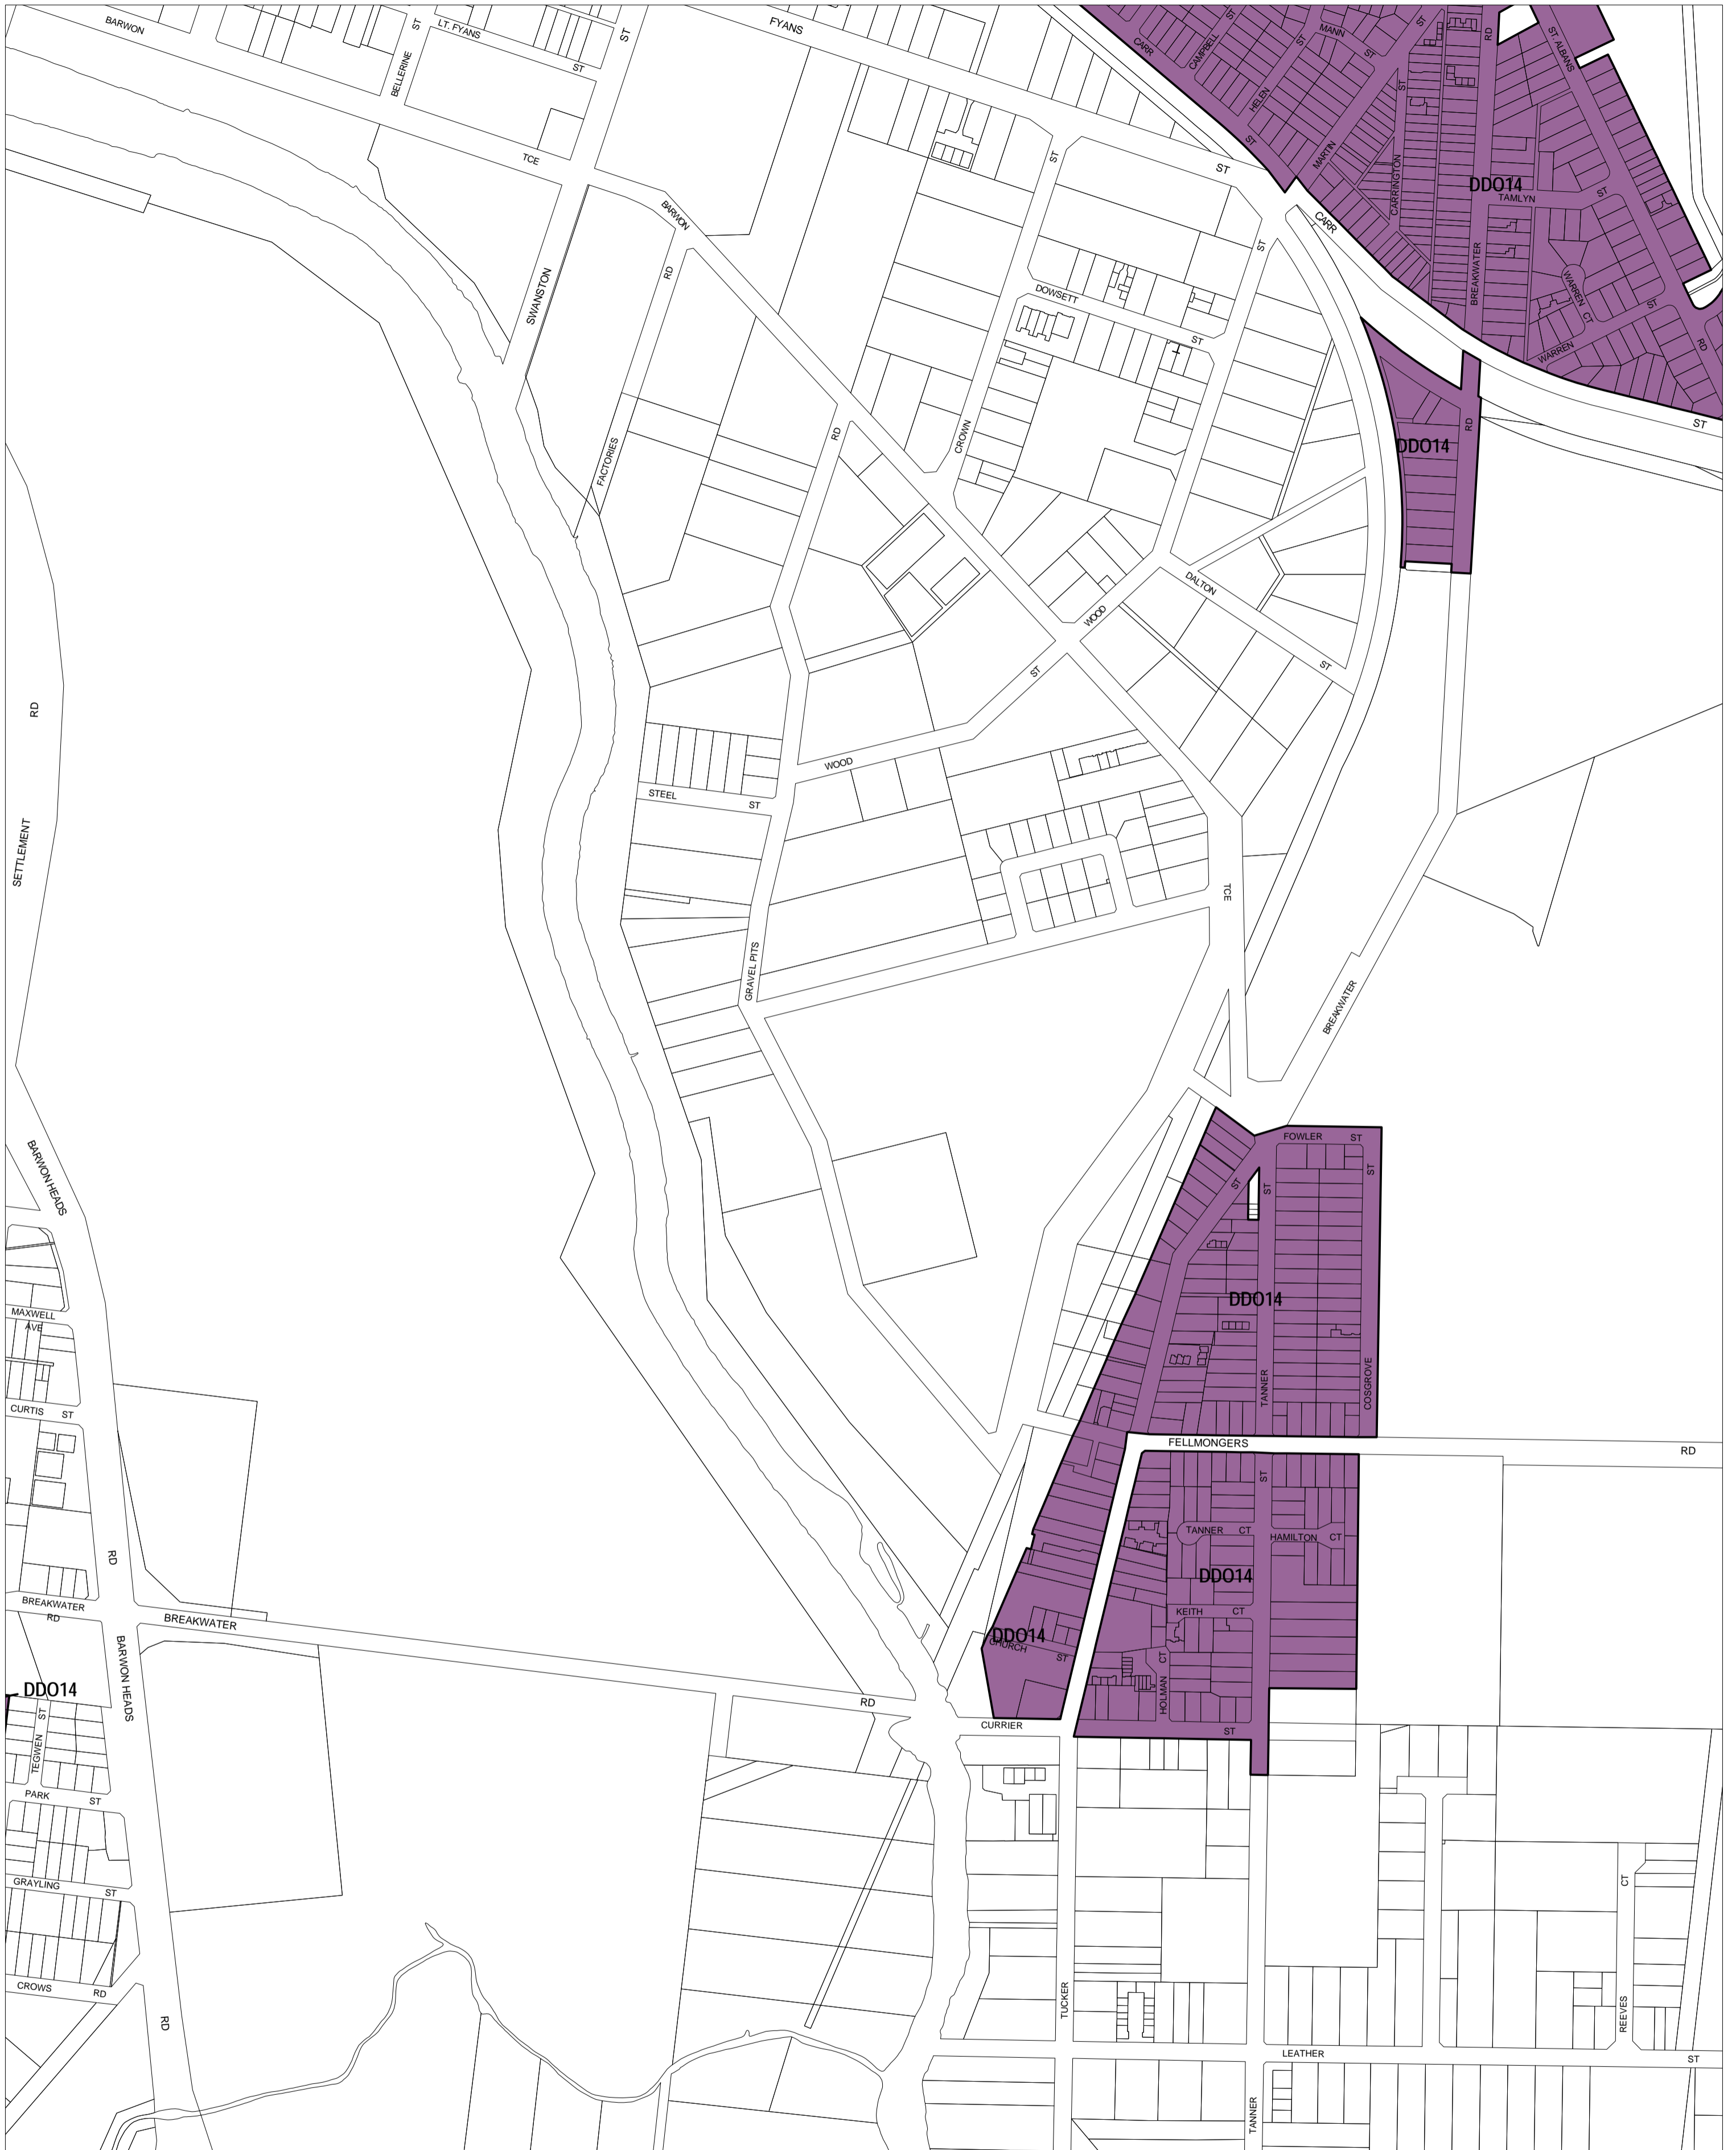 BARWON
ST
LT. FYANS
ST
BELLERINE
ST
FYANS
CARR
CAMPBELL
ST
ST
MANN
ST
ST
RD
ST. ALBANS
HELEN
ST
ST
TCE
MARTIN
ST
CARRINGTON
DDO14
TAMLYN
ST
BARWON
CARR
ST
RD
SWANSTON
BREAKWATER
WARREN
CT
DOWSETT
ST
ST
WARREN
RD
ST
RD
DDO14
RD
CROWN
FACTORIES
DALTON
WOOD
ST
ST
RD
WOOD
STEEL
ST
SETTLEMENT
TCE
GRAVEL PITS
BREAKWATER
BARWON HEADS
FOWLER
ST
ST
ST
ST
DDO14
MAXWELL
AVE
TANNER
COSGROVE
CURTIS
ST
FELLMONGERS
RD
ST
TANNER
CT
HAMILTON
CT
RD
DDO14
BREAKWATER
RD
BREAKWATER
KEITH
CT
DDO14
CHURCH
ST
BARWON HEADS
CT
HOLMAN
DDO14
RD
CURRIER
ST
ST
TEGWEN
PARK
ST
GRAYLING
ST
CT
CROWS
RD
RD
TUCKER
REEVES
LEATHER
ST
TANNER